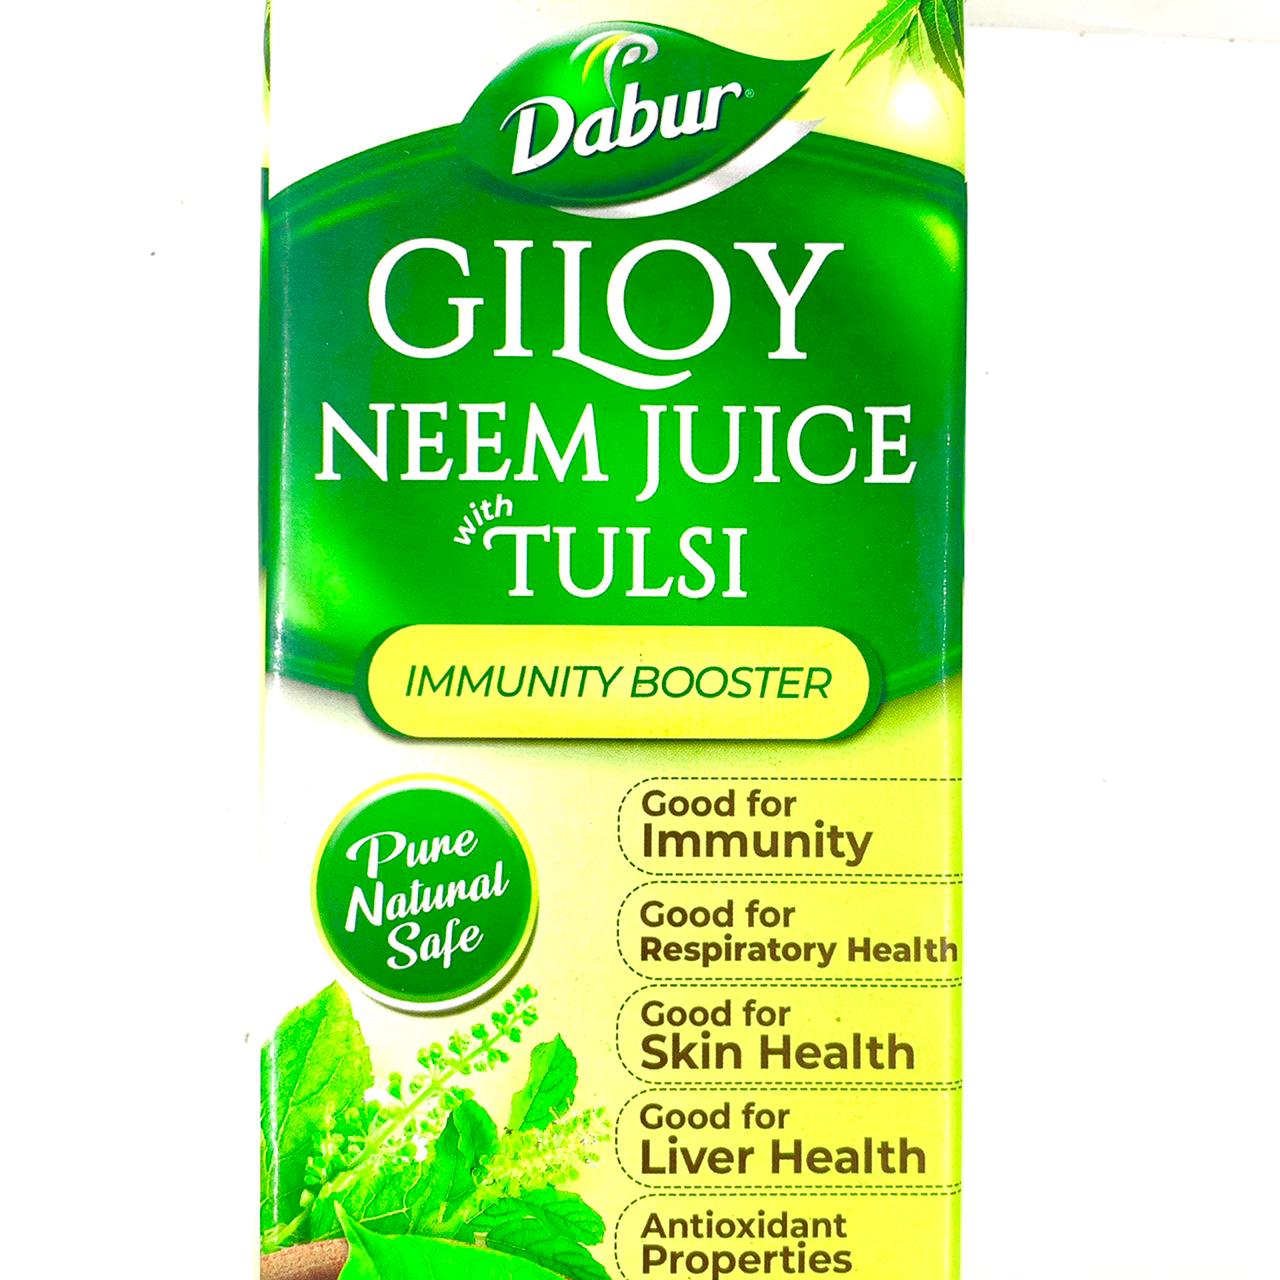 Dabur®
GILOY
NEEM JUICE
with
TULSI
IMMUNITY BOOSTER
Pure
Natural
Safe
Good for
Immunity
Good for
Respiratory Health
Good for
Skin Health
Good for
Liver Health
Antioxidant
Properties